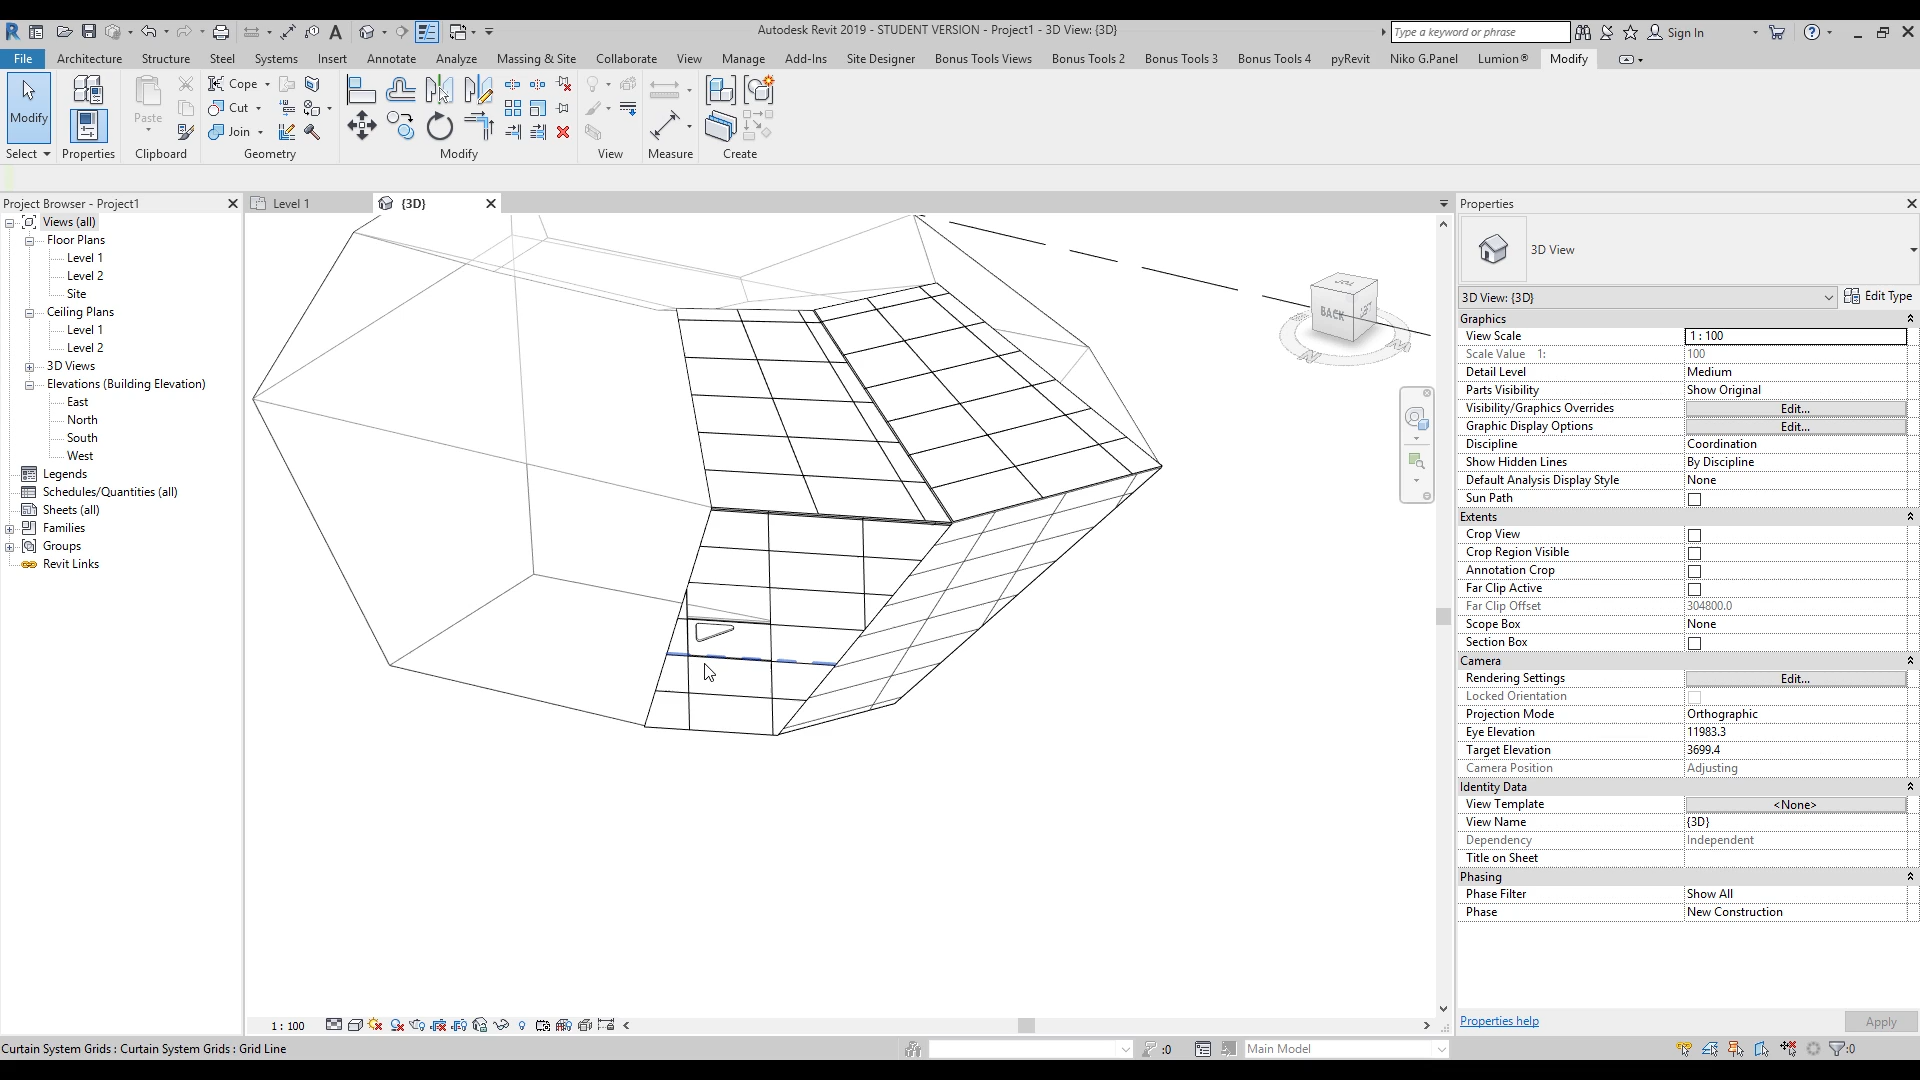 Autodesk Revit 2019 - STUDENT VERSION - Project1 - 3D View: {3D}
Type a keyword or phrase
Sign In
File
Architecture
Structure
Steel
Systems
Insert
Annotate
Analyze
Massing & Site
Collaborate
View
Manage
Add-Ins
Site Designer
Bonus Tools Views
Bonus Tools 2
Bonus Tools 3
Bonus Tools 4
pyRevit
Niko G.Panel
Lumion®
Modify
Modify
Paste
Cope
Cut
Join
Select
Properties
Clipboard
Geometry
Modify
View
Measure
Create
Project Browser - Project1
Views (all)
Floor Plans
Level 1
Level 2
Site
Ceiling Plans
Level 1
Level 2
3D Views
Elevations (Building Elevation)
East
North
South
West
Legends
Schedules/Quantities (all)
Sheets (all)
Families
Groups
Revit Links
Level 1
{3D}
TOP
BACK
LEFT
N
1 : 100
Properties
3D View
3D View: {3D}
Edit Type
Graphics
View Scale 1 : 100
Scale Value 1: 100
Detail Level Medium
Parts Visibility Show Original
Visibility/Graphics Overrides Edit...
Graphic Display Options Edit...
Discipline Coordination
Show Hidden Lines By Discipline
Default Analysis Display Style None
Sun Path
Extents
Crop View
Crop Region Visible
Annotation Crop
Far Clip Active
Far Clip Offset 304800.0
Scope Box None
Section Box
Camera
Rendering Settings Edit...
Locked Orientation
Projection Mode Orthographic
Eye Elevation 11983.3
Target Elevation 3699.4
Camera Position Adjusting
Identity Data
View Template <None>
View Name {3D}
Dependency Independent
Title on Sheet
Phasing
Phase Filter Show All
Phase New Construction
Properties help
Apply
Curtain System Grids : Curtain System Grids : Grid Line
:0
Main Model
:0